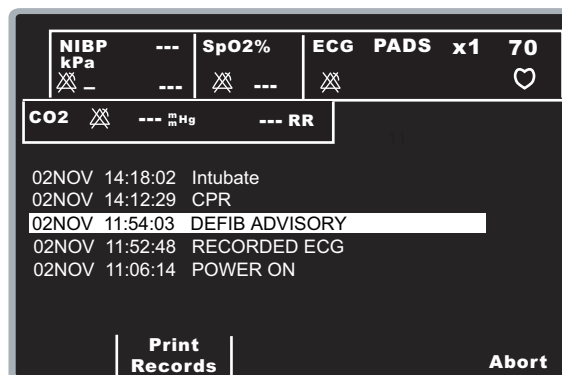 NIBP --- SpO2% ECG PADS x1 70
kPa
– --- ---
CO2 --- mmHg --- RR
02NOV 14:18:02 Intubate
02NOV 14:12:29 CPR
02NOV 11:54:03 DEFIB ADVISORY
02NOV 11:52:48 RECORDED ECG
02NOV 11:06:14 POWER ON
Print
Records Abort